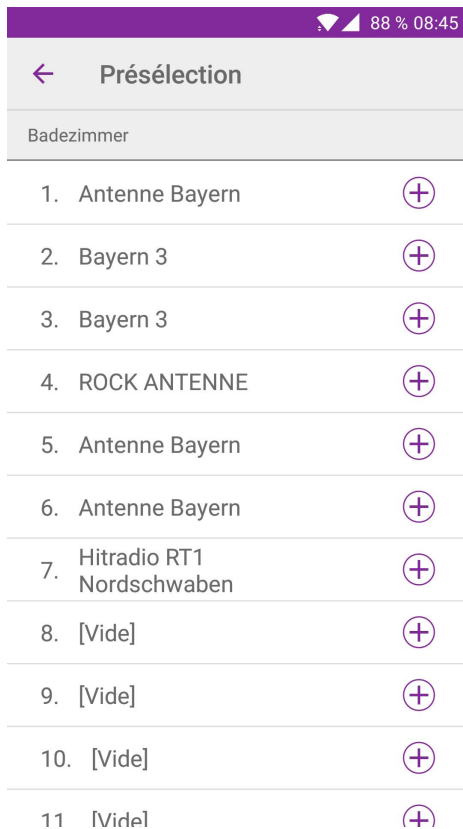 88 % 08:45
Présélection
Badezimmer
1. Antenne Bayern
2. Bayern 3
3. Bayern 3
4. ROCK ANTENNE
5. Antenne Bayern
6. Antenne Bayern
7. Hitradio RT1
Nordschwaben
8. [Vide]
9. [Vide]
10. [Vide]
11. [Vide]